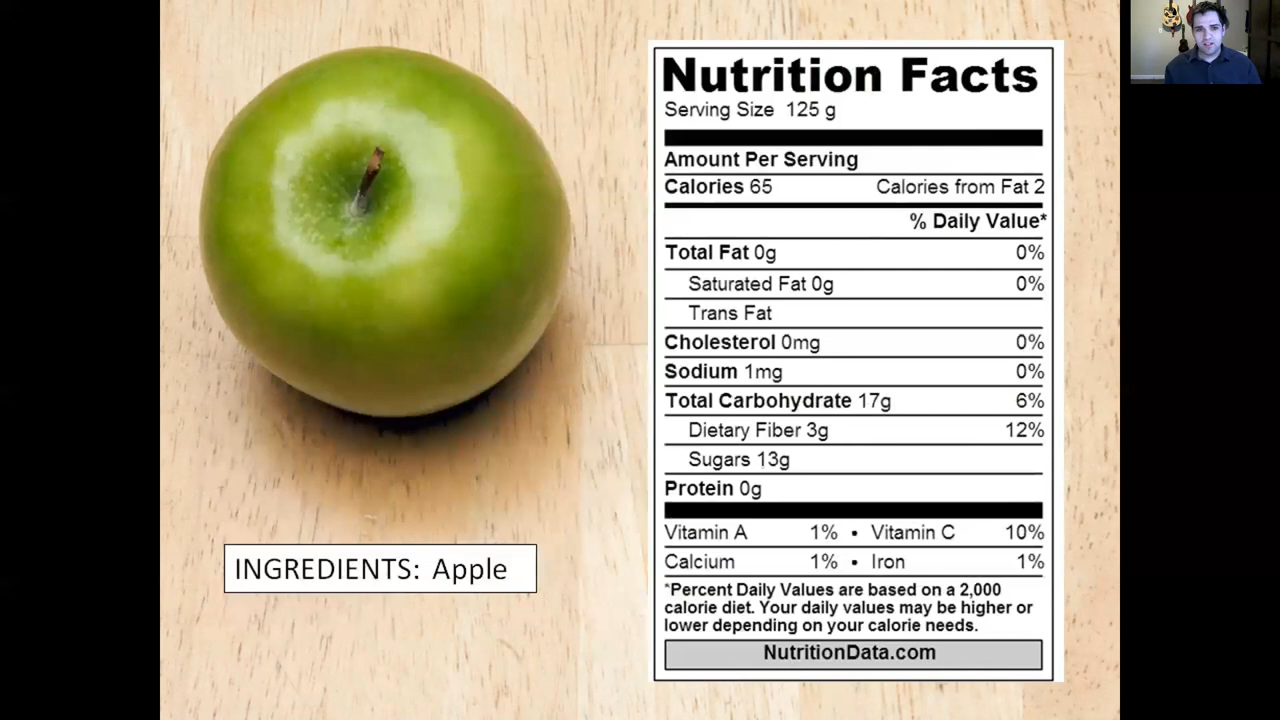 Nutrition Facts
Serving Size 125 g
Amount Per Serving
Calories 65 Calories from Fat 2
% Daily Value*
Total Fat 0g 0%
Saturated Fat 0g 0%
Trans Fat
Cholesterol 0mg 0%
Sodium 1mg 0%
Total Carbohydrate 17g 6%
Dietary Fiber 3g 12%
Sugars 13g
Protein 0g
Vitamin A 1% • Vitamin C 10%
Calcium 1% • Iron 1%
*Percent Daily Values are based on a 2,000
calorie diet. Your daily values may be higher or
lower depending on your calorie needs.
NutritionData.com
INGREDIENTS: Apple